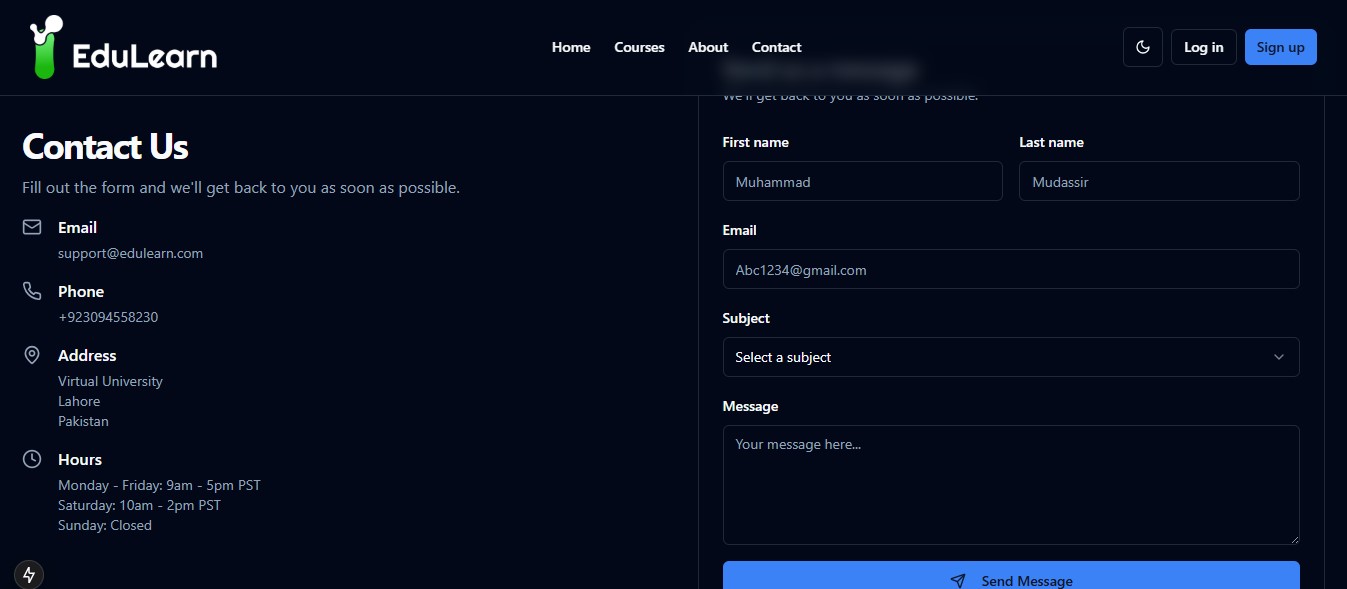 EduLearn
Home Courses About Contact
Log in Sign up
Contact Us
Fill out the form and we'll get back to you as soon as possible.
Email
support@edulearn.com
Phone
+923094558230
Address
Virtual University
Lahore
Pakistan
Hours
Monday - Friday: 9am - 5pm PST
Saturday: 10am - 2pm PST
Sunday: Closed
Send us a message
We'll get back to you as soon as possible.
First name Last name
Muhammad Mudassir
Email
Abc1234@gmail.com
Subject
Select a subject
Message
Your message here...
Send Message